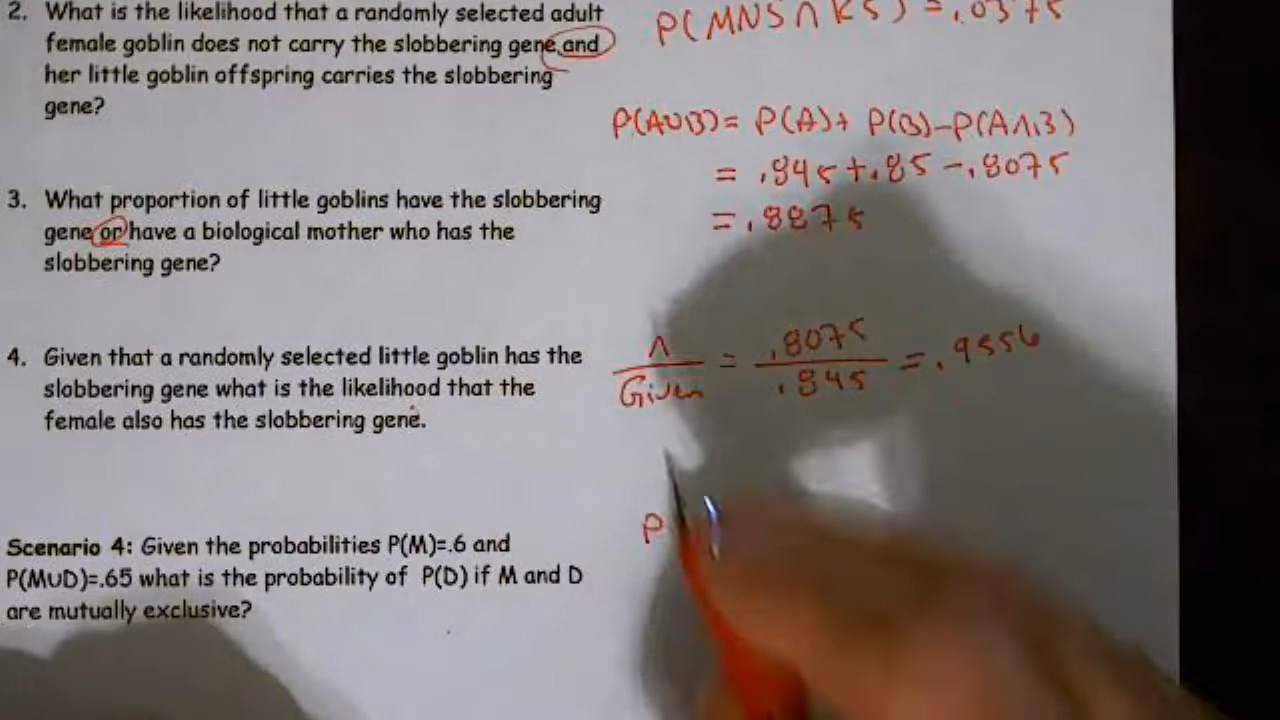 2. What is the likelihood that a randomly selected adult
female goblin does not carry the slobbering gene and
her little goblin offspring carries the slobbering
gene?
P(MNS∩KS) = .0375
P(A∪B) = P(A) + P(B) - P(A∩B)
= .845 + .85 - .8075
= .8875
3. What proportion of little goblins have the slobbering
gene or have a biological mother who has the
slobbering gene?
4. Given that a randomly selected little goblin has the
slobbering gene what is the likelihood that the
female also has the slobbering gene.
∩
Given
= .8075
.845
= .9556
P
Scenario 4: Given the probabilities P(M)=.6 and
P(M∪D)=.65 what is the probability of P(D) if M and D
are mutually exclusive?